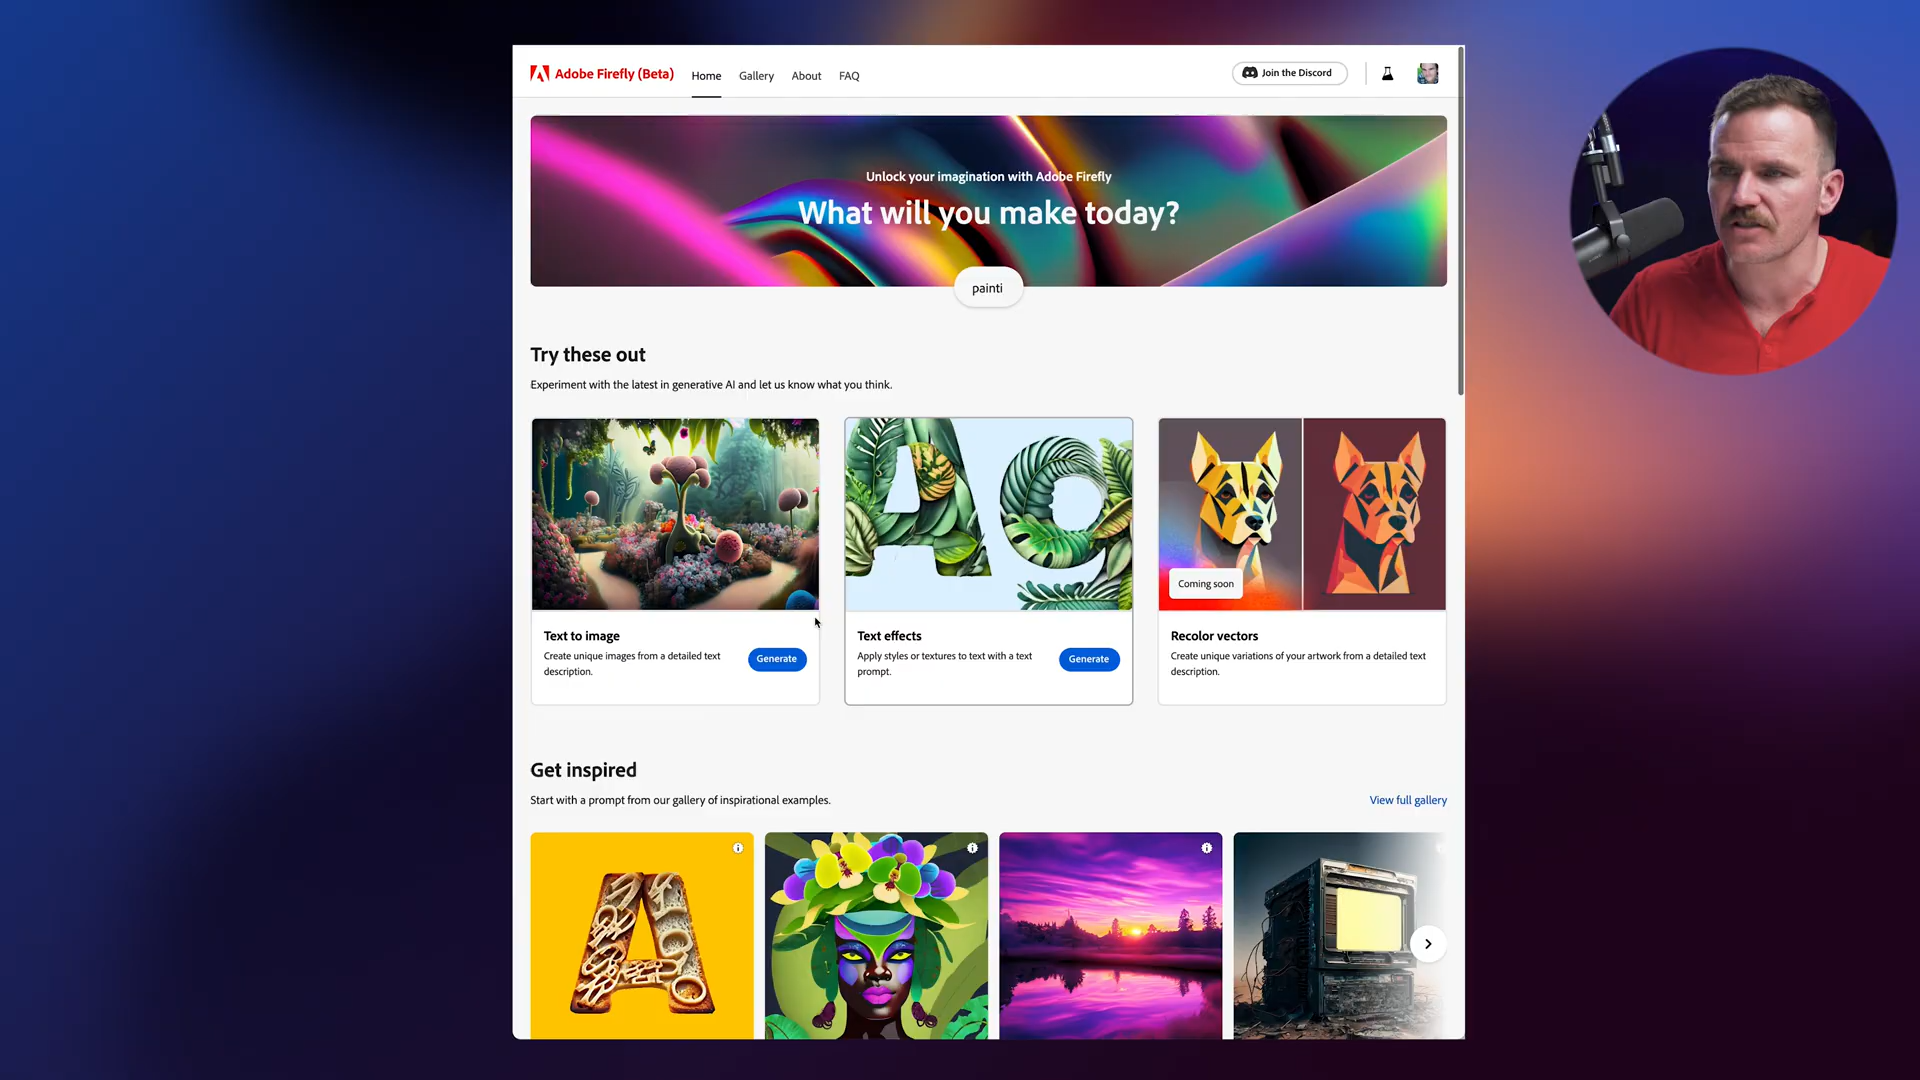 Adobe Firefly (Beta) Home Gallery About FAQ Join the Discord
Unlock your imagination with Adobe Firefly
What will you make today?
painti
Try these out
Experiment with the latest in generative AI and let us know what you think.
Ag
Coming soon
Text to image
Create unique images from a detailed text
description.
Generate
Text effects
Apply styles or textures to text with a text
prompt.
Generate
Recolor vectors
Create unique variations of your artwork from a detailed text
description.
Get inspired
Start with a prompt from our gallery of inspirational examples.
View full gallery
A